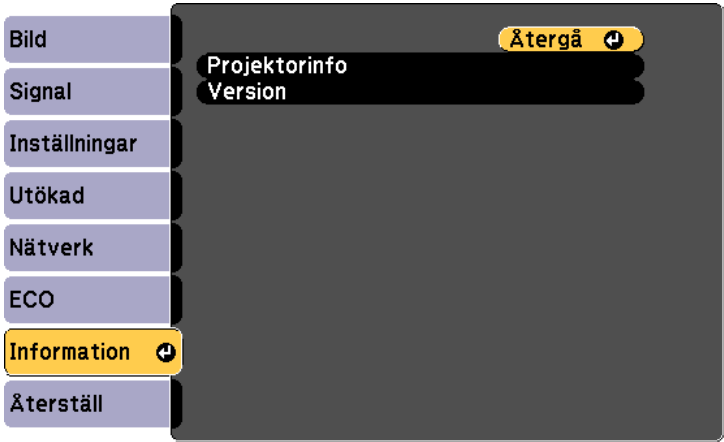 Bild
Signal
Inställningar
Utökad
Nätverk
ECO
Information
Återställ
Återgå
Projektorinfo
Version